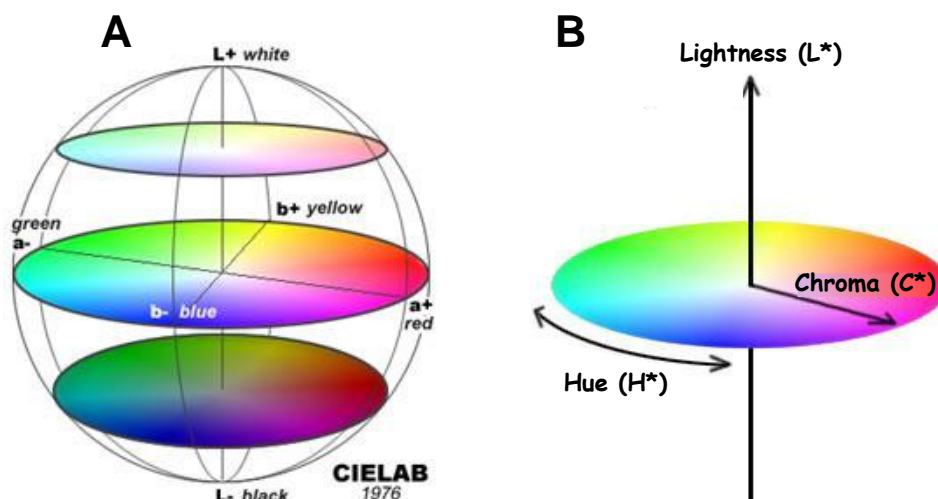 A
L+ white
b+ yellow
green
a-
b- blue
a+
red
CIELAB
1976
L- black
B
Lightness (L*)
Chroma (C*)
Hue (H*)